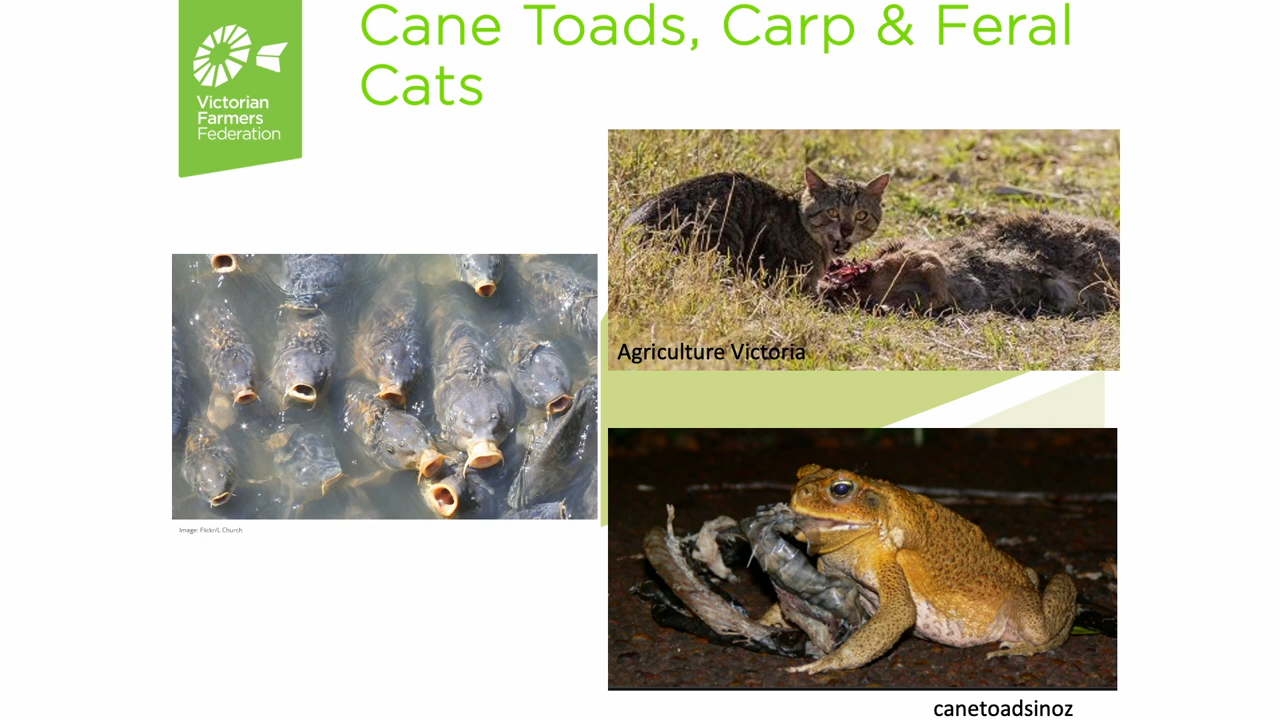 Cane Toads, Carp & Feral
Cats
Victorian
Farmers
Federation
Agriculture Victoria
Image: Flickr/L Church
canetoadsinoz